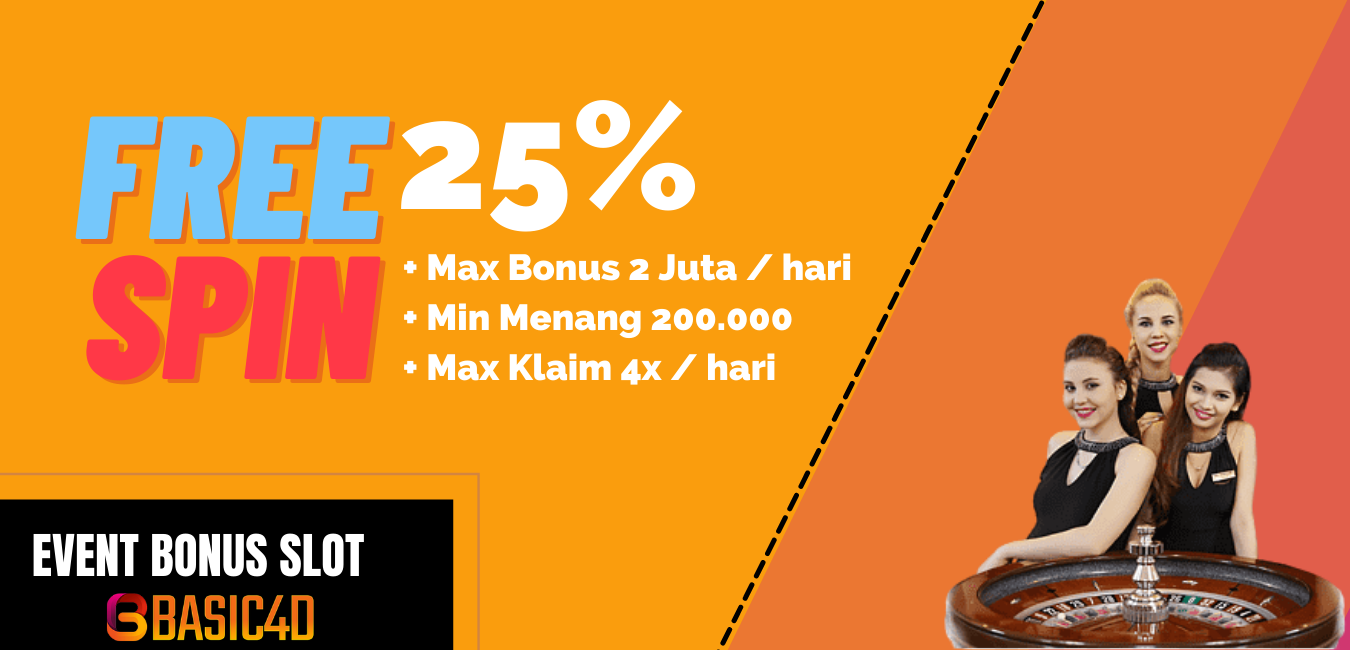 FREE 25%
SPIN
+ Max Bonus 2 Juta / hari
+ Min Menang 200.000
+ Max Klaim 4x / hari
EVENT BONUS SLOT
BASIC4D